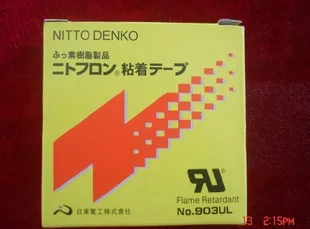 NITTO DENKO
ふっ素樹脂製品
ニトフロン®粘着テープ
Flame Retardant
No.903UL
日東電工株式会社
2:15PM